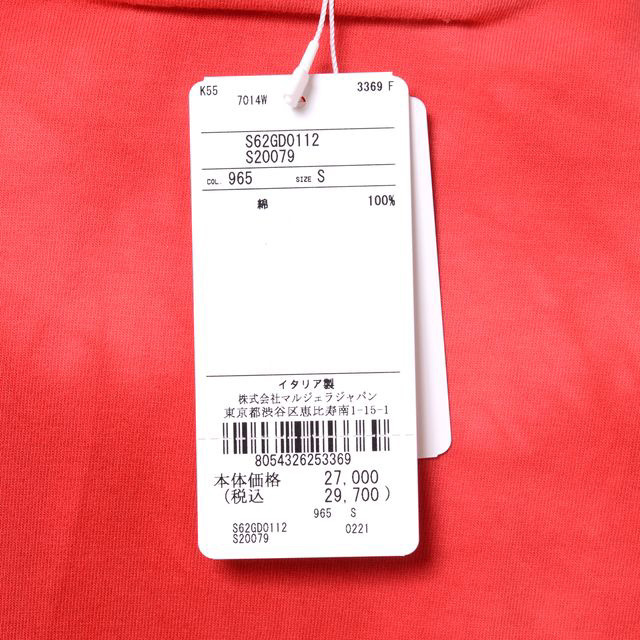 K55 3369 F
7014W
S62GD0112
S20079
COL. 965 SIZE S
綿 100%
イタリア製
株式会社マルジェラジャパン
東京都渋谷区恵比寿南1-15-1
8054326253369
本体価格 27,000
(税込 29,700)
965 S
S62GD0112 0221
S20079